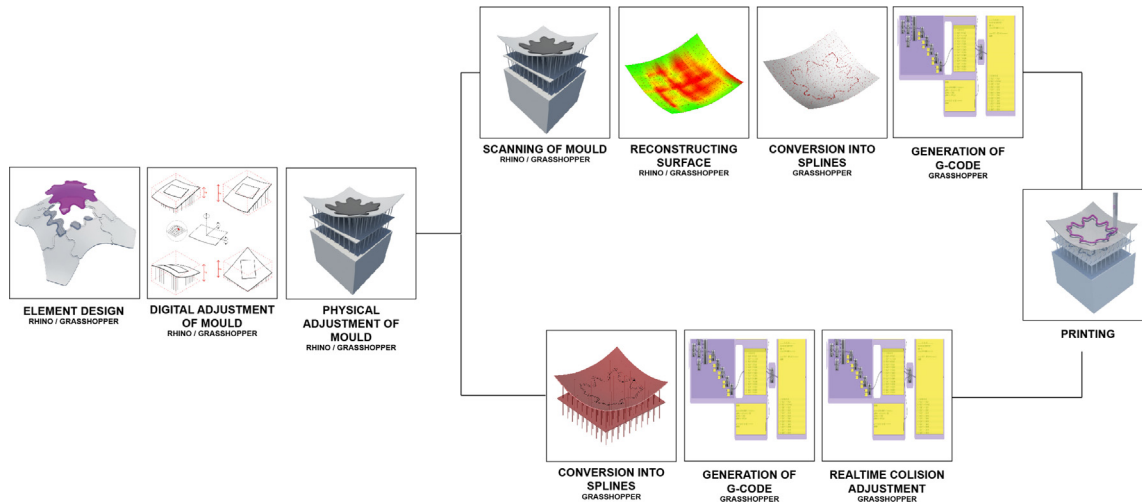 SCANNING OF MOULD
RHINO / GRASSHOPPER
RECONSTRUCTING
SURFACE
RHINO / GRASSHOPPER
CONVERSION INTO
SPLINES
GRASSHOPPER
GENERATION OF
G-CODE
GRASSHOPPER
ELEMENT DESIGN
RHINO / GRASSHOPPER
DIGITAL ADJUSTMENT
OF MOULD
RHINO / GRASSHOPPER
PHYSICAL
ADJUSTMENT OF
MOULD
RHINO / GRASSHOPPER
PRINTING
CONVERSION INTO
SPLINES
GRASSHOPPER
GENERATION OF
G-CODE
GRASSHOPPER
REALTIME COLISION
ADJUSTMENT
GRASSHOPPER